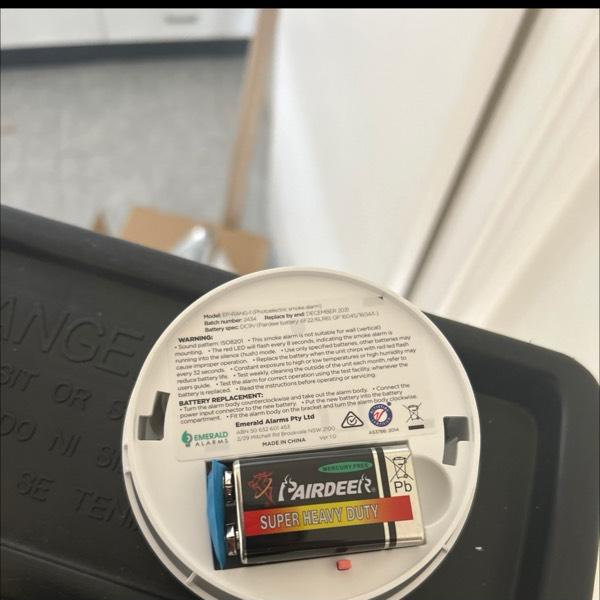 Model: EP-RANG-1 (Photoelectric smoke alarm)
Batch number: 2434 Replace by end: DECEMBER 203
Battery spec: DC9V (Pairdeer battery: 6F22/6LR61, GP 1604G/1604A)
WARNING:
• Sound pattern: ISO8201 • This smoke alarm is not suitable for wall (vertical)
mounting. • The red LED will flash every 8 seconds, indicating the smoke alarm is
running into the silence (hush) mode. • Use only specified batteries, other batteries may
cause improper operation. • Replace the battery when the unit chirps with red led flash
every 32 seconds. • Constant exposure to high or low temperatures or high humidity may
reduce battery life. • Test weekly, cleaning outside of the unit each month, refer to
users guide. • Test the alarm for correct operation using the test facility, whenever the
battery is replaced. • Read the instructions before operating or servicing.
BATTERY REPLACEMENT:
• Turn the alarm body counterclockwise and take out the alarm body. • Connect the
power input connector to the new battery. • Put the new battery into the battery
compartment. • Fit the alarm body on the bracket and turn the alarm body clockwise.
EMERALD
ALARMS
Emerald Alarms Pty Ltd
ABN 50 632 601 453
2/29 Mitchell Rd Brookvale NSW 2100
MADE IN CHINA Ver 1.0
AS3786: 2014
MERCURY FREE
PAIRDEER
SUPER HEAVY DUTY
Pb
ANGE
OR
DO NI
SE